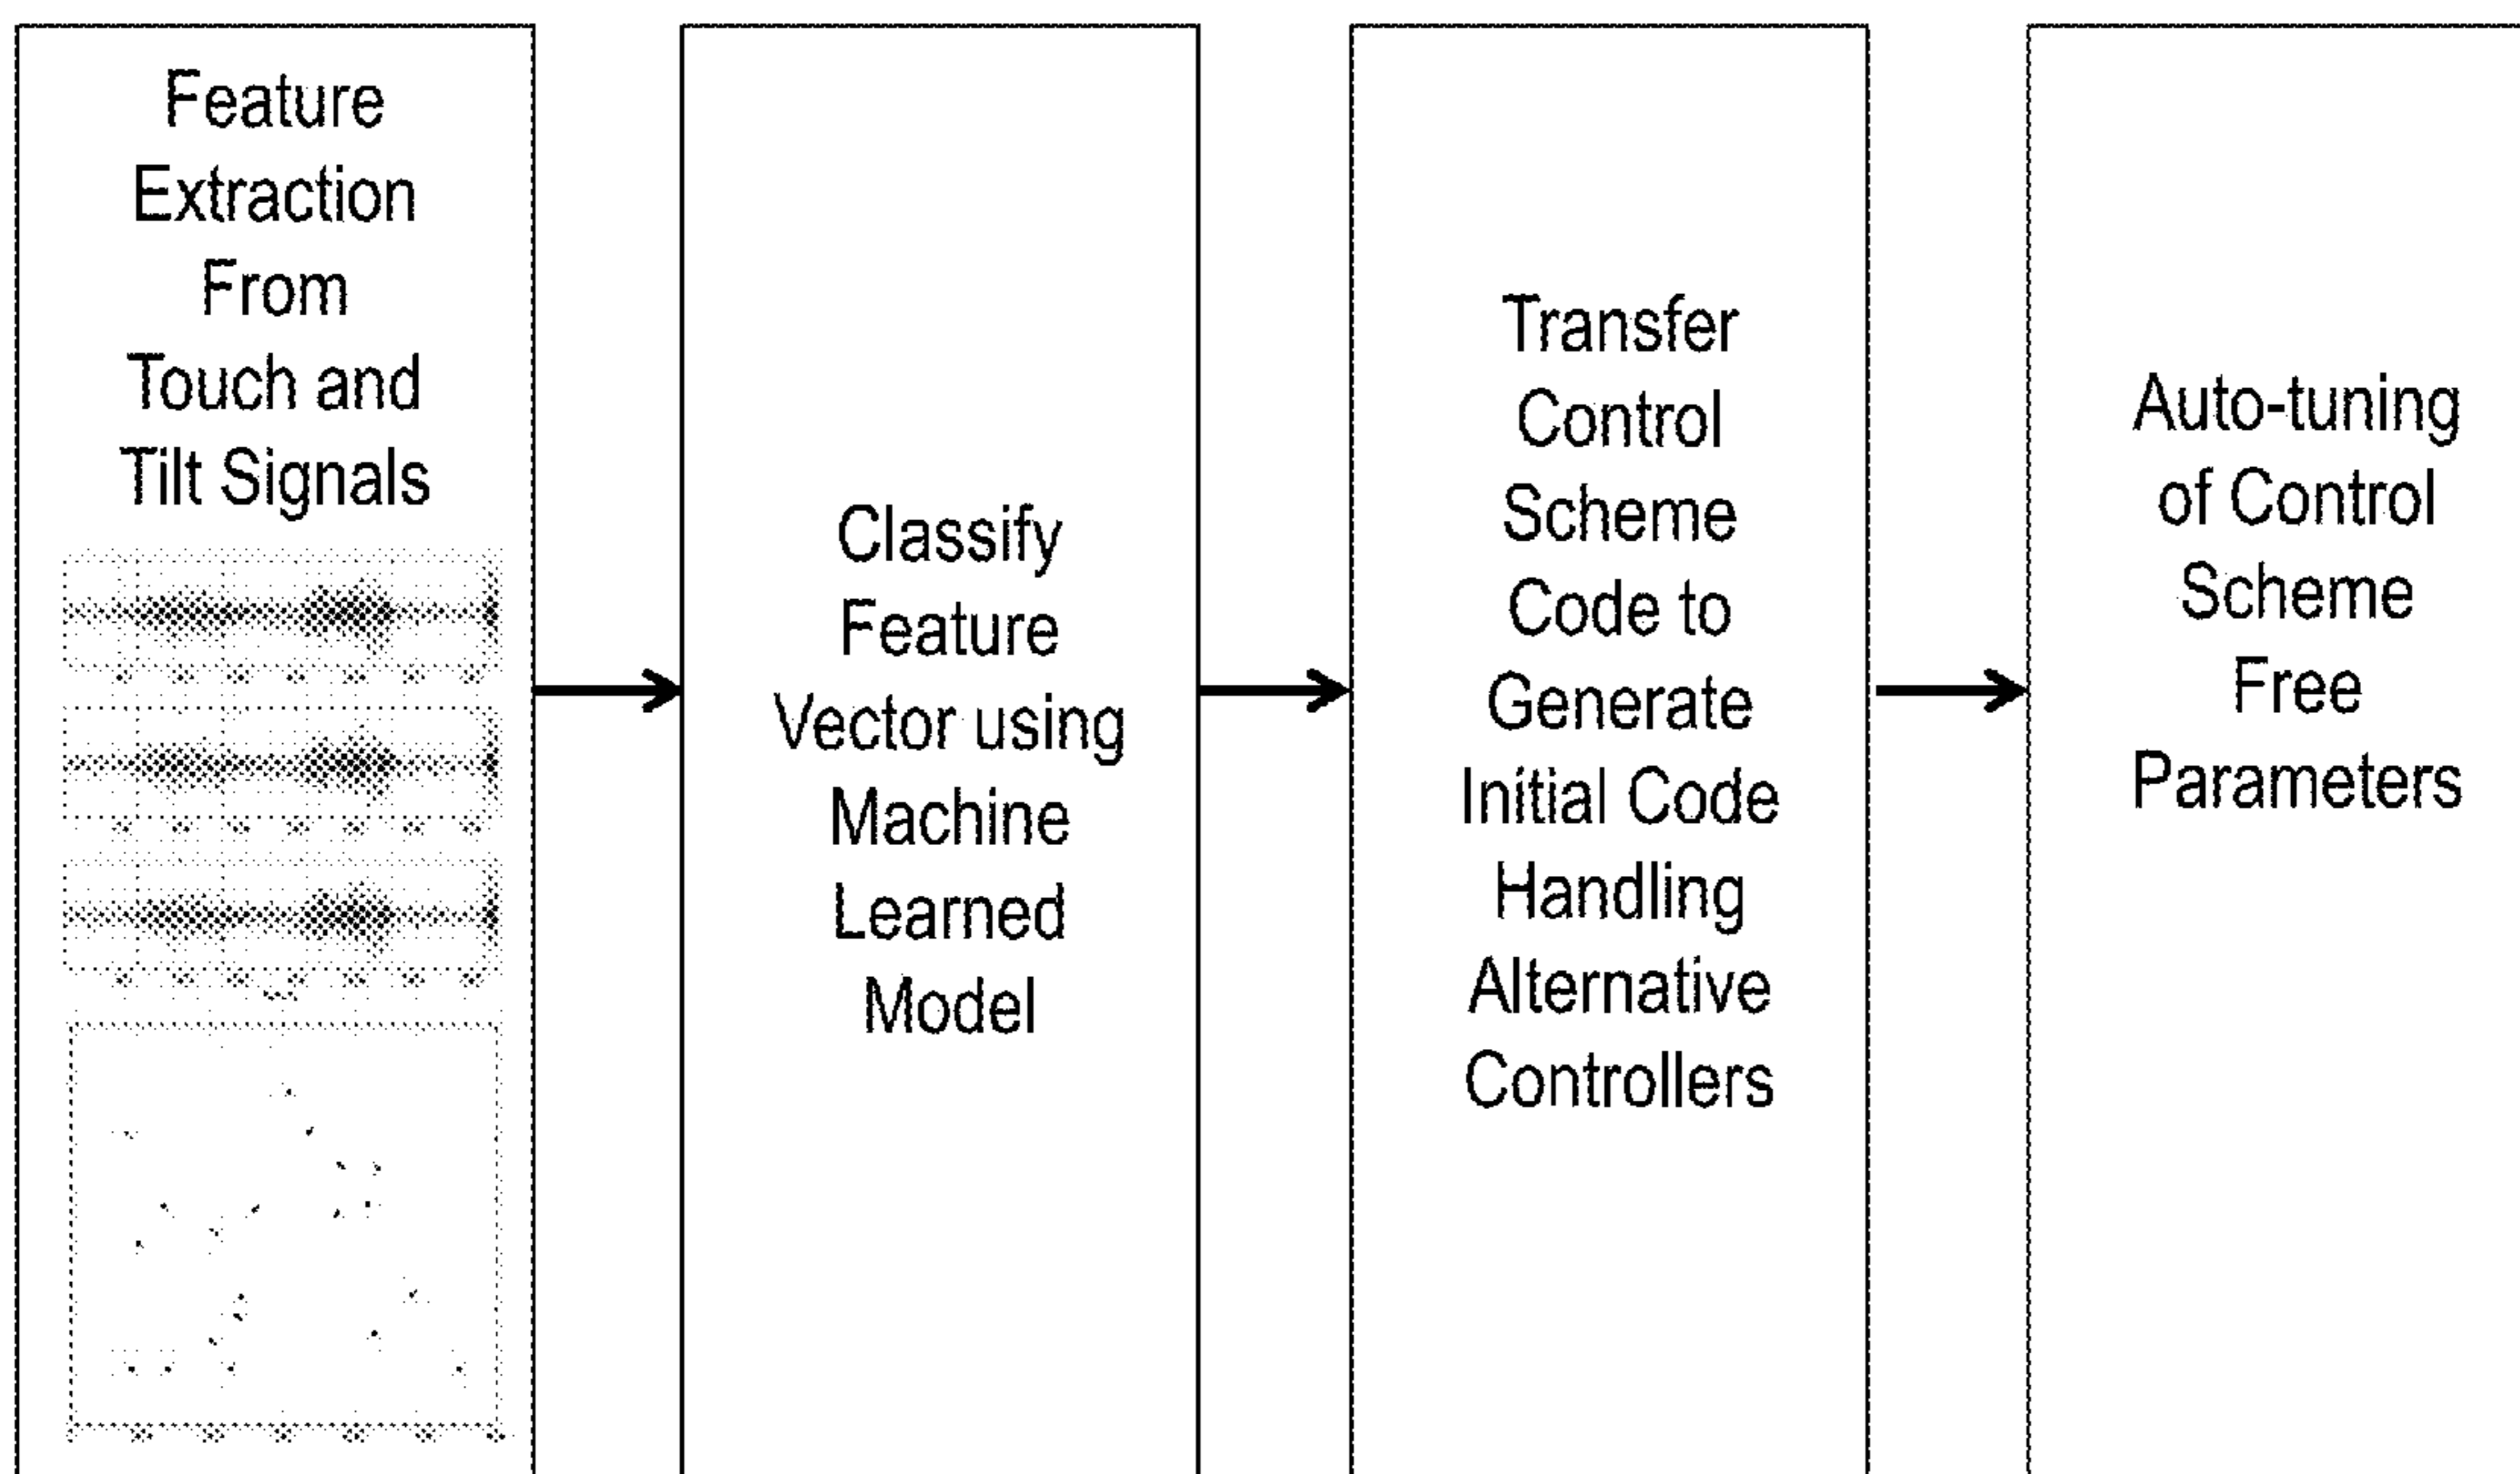 Feature
Extraction
From
Touch and
Tilt Signals
Classify
Feature
Vector using
Machine
Learned
Model
Transfer
Control
Scheme
Code to
Generate
Initial Code
Handling
Alternative
Controllers
Auto-tuning
of Control
Scheme
Free
Parameters